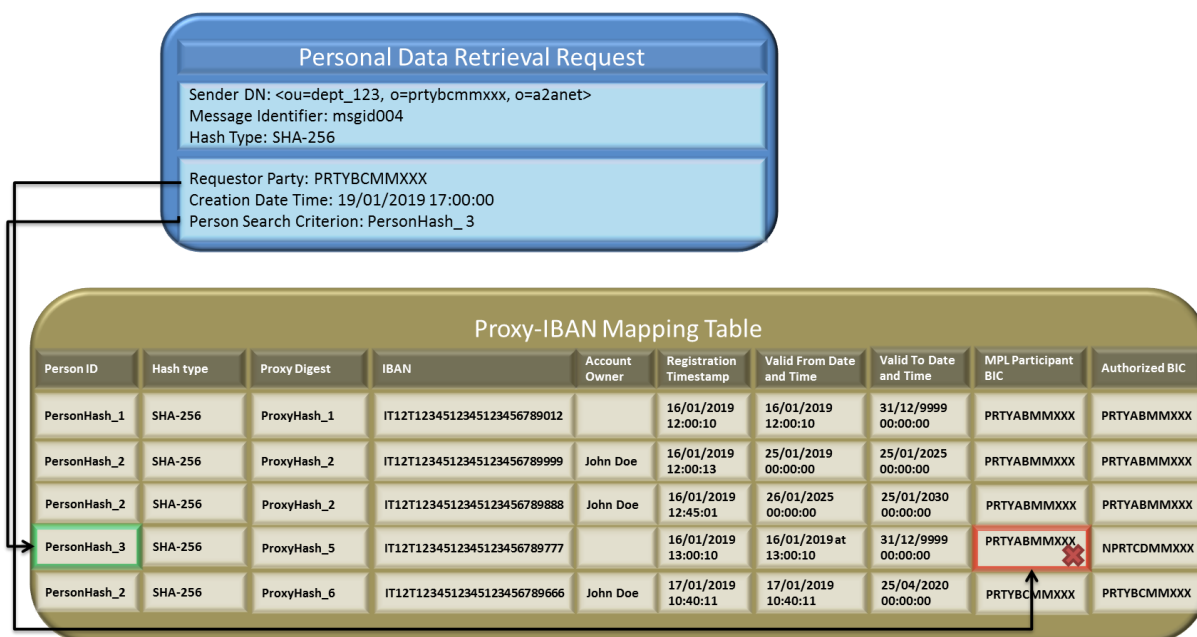 Personal Data Retrieval Request
Sender DN: <ou=dept_123, o=prtybcmmxxx, o=a2anet>
Message Identifier: msgid004
Hash Type: SHA-256
Requestor Party: PRTYBCMMXXX
Creation Date Time: 19/01/2019 17:00:00
Person Search Criterion: PersonHash_ 3
Proxy-IBAN Mapping Table
Person ID Hash type Proxy Digest IBAN Account Owner Registration Timestamp Valid From Date and Time Valid To Date and Time MPL Participant BIC Authorized BIC
PersonHash_1 SHA-256 ProxyHash_1 IT12T1234512345123456789012 16/01/2019 12:00:10 16/01/2019 12:00:10 31/12/9999 00:00:00 PRTYABMMXXX PRTYABMMXXX
PersonHash_2 SHA-256 ProxyHash_2 IT12T1234512345123456789999 John Doe 16/01/2019 12:00:13 25/01/2019 00:00:00 25/01/2025 00:00:00 PRTYABMMXXX PRTYABMMXXX
PersonHash_2 SHA-256 ProxyHash_2 IT12T1234512345123456789888 John Doe 16/01/2019 12:45:01 26/01/2025 00:00:00 25/01/2030 00:00:00 PRTYABMMXXX PRTYABMMXXX
PersonHash_3 SHA-256 ProxyHash_5 IT12T1234512345123456789777 16/01/2019 13:00:10 16/01/2019 at 13:00:10 31/12/9999 00:00:00 PRTYABMMXXX NPRTCDMMXXX
PersonHash_2 SHA-256 ProxyHash_6 IT12T1234512345123456789666 John Doe 17/01/2019 10:40:11 17/01/2019 10:40:11 25/04/2020 00:00:00 PRTYBCMMXXX PRTYBCMMXXX